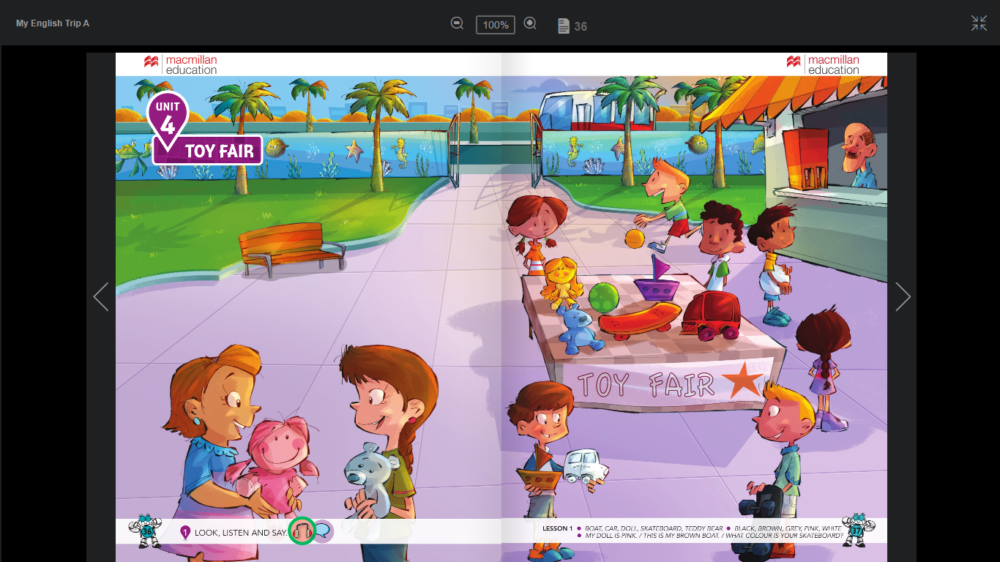 My English Trip A
100%
36
macmillan
education
macmillan
education
UNIT
4
TOY FAIR
TOY FAIR
36
1 LOOK, LISTEN AND SAY.
LESSON 1 • BOAT, CAR, DOLL, SKATEBOARD, TEDDY BEAR • BLACK, BROWN, GREY, PINK, WHITE
• MY DOLL IS PINK. / THIS IS MY BROWN BOAT. / WHAT COLOUR IS YOUR SKATEBOARD?
37